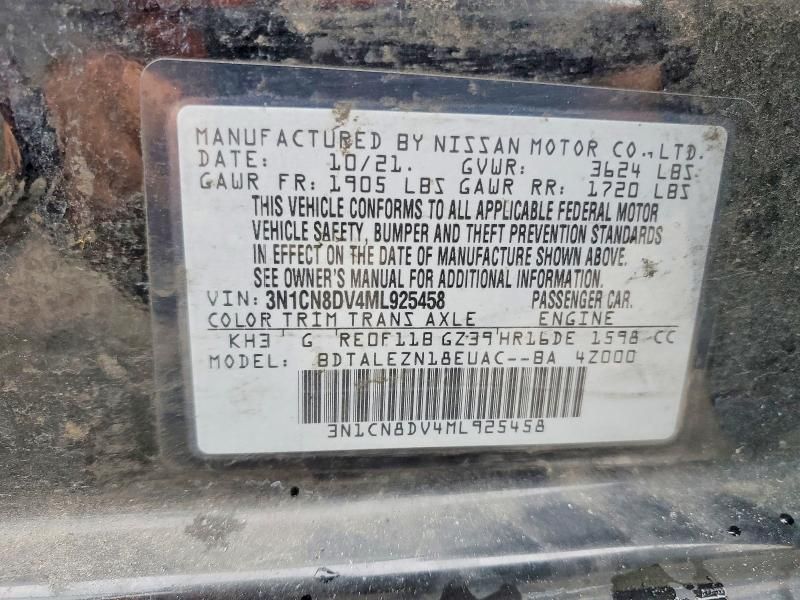 MANUFACTURED BY NISSAN MOTOR CO., LTD.
DATE: 10/21. GVWR: 3624 LBS
GAWR FR: 1905 LBS GAWR RR: 1720 LBS
THIS VEHICLE CONFORMS TO ALL APPLICABLE FEDERAL MOTOR
VEHICLE SAFETY, BUMPER AND THEFT PREVENTION STANDARDS
IN EFFECT ON THE DATE OF MANUFACTURE SHOWN ABOVE.
SEE OWNER'S MANUAL FOR ADDITIONAL INFORMATION.
VIN: 3N1CN8DV4ML925458 PASSENGER CAR.
COLOR TRIM TRANS AXLE ENGINE
KH3 G RE0F11B GZ39 HR16DE 1598 CC
MODEL: BDTALEZN18EUAC--BA 4Z000
3N1CN8DV4ML925458